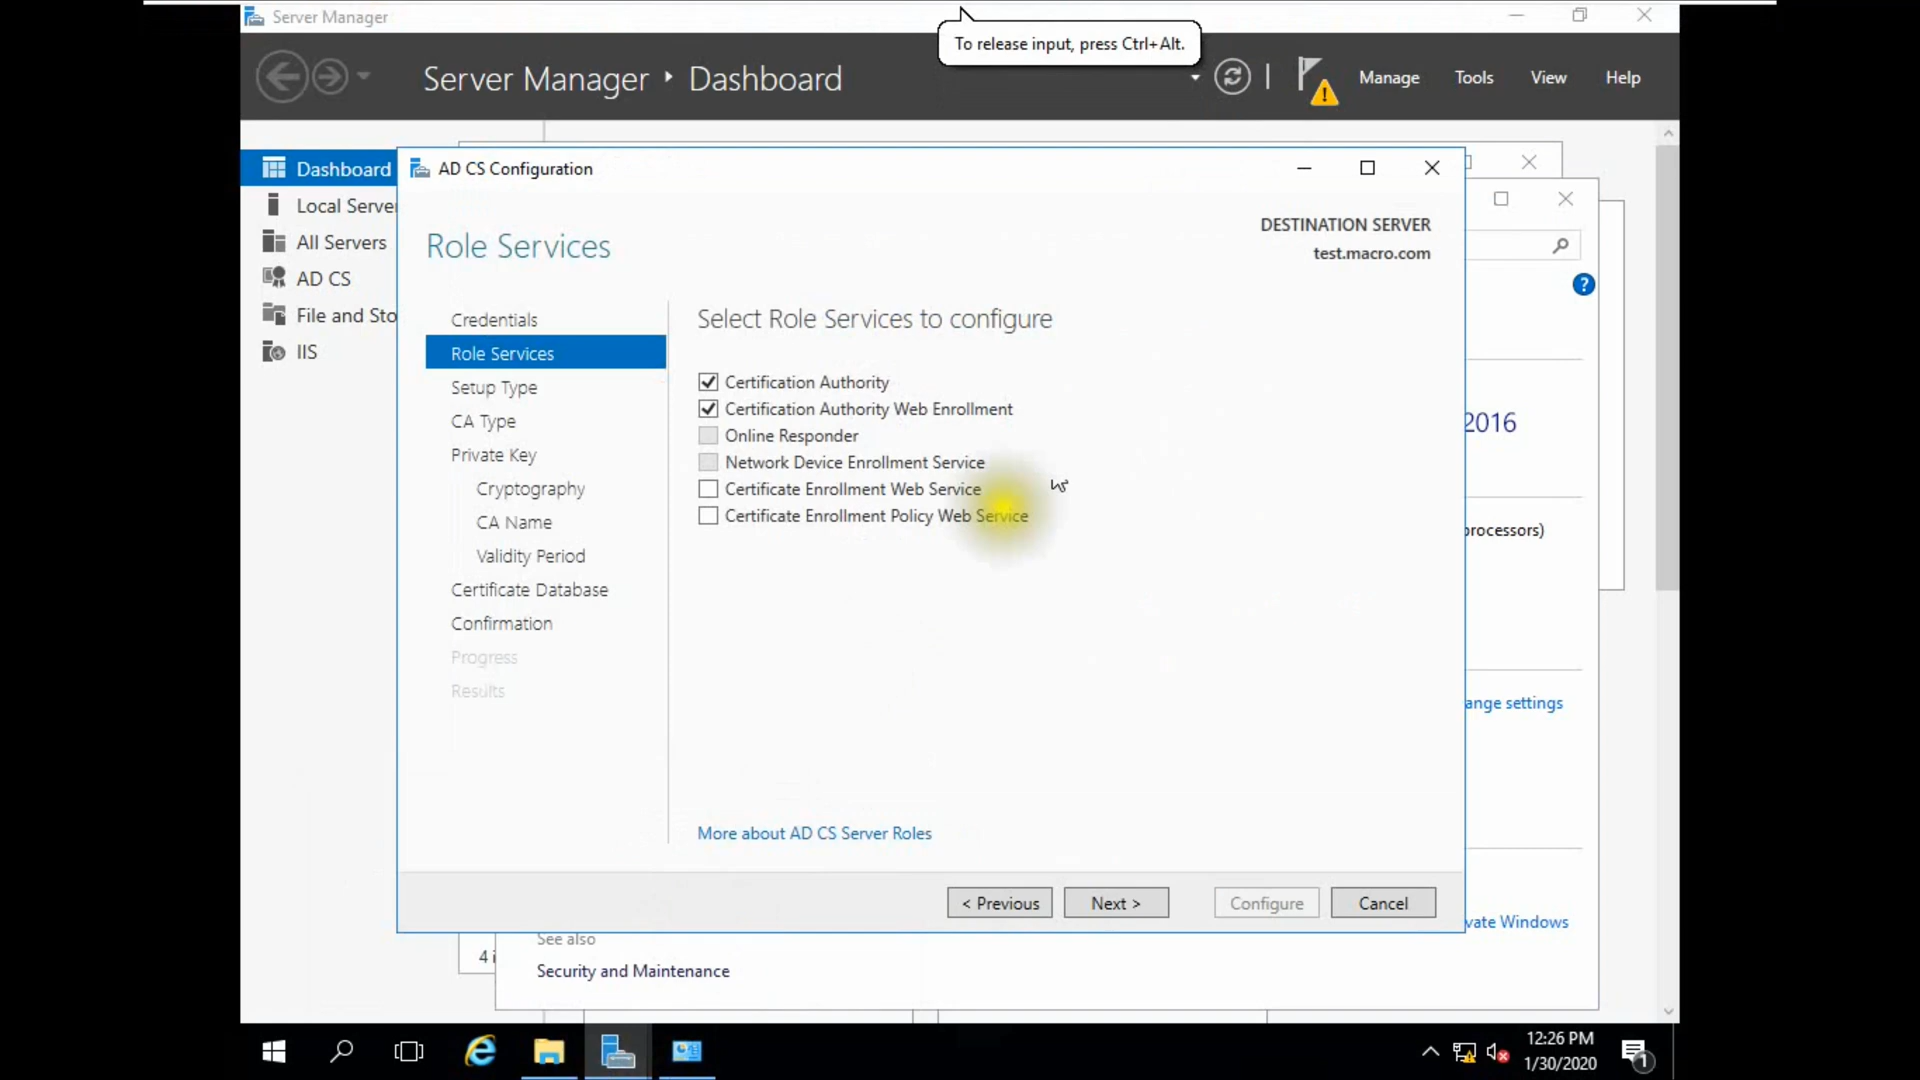 Server Manager
To release input, press Ctrl+Alt.
Server Manager ‣ Dashboard
Manage
Tools
View
Help
Dashboard
Local Serve
All Servers
AD CS
File and Sto
IIS
AD CS Configuration
Role Services
DESTINATION SERVER
test.macro.com
Credentials
Role Services
Setup Type
CA Type
Private Key
Cryptography
CA Name
Validity Period
Certificate Database
Confirmation
Progress
Results
Select Role Services to configure
Certification Authority
Certification Authority Web Enrollment
Online Responder
Network Device Enrollment Service
Certificate Enrollment Web Service
Certificate Enrollment Policy Web Service
More about AD CS Server Roles
< Previous
Next >
Configure
Cancel
2016
processors)
ange settings
vate Windows
4 i
See also
Security and Maintenance
12:26 PM
1/30/2020
1